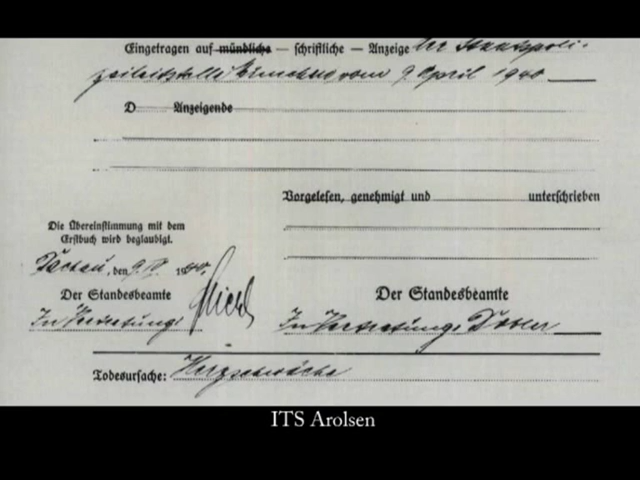 Eingetragen auf mündliche — schriftliche — Anzeige der Staatspoli-
zeileitstelle München vom 9. April 1940
D Anzeigende
Vorgelesen, genehmigt und unterschrieben
Die Übereinstimmung mit dem
Erstbuch wird beglaubigt.
Dachau, den 9. IV. 1940.
Der Standesbeamte
Der Standesbeamte
In Vertretung:
In Vertretung:
Todesursache: Herzschwäche
ITS Arolsen